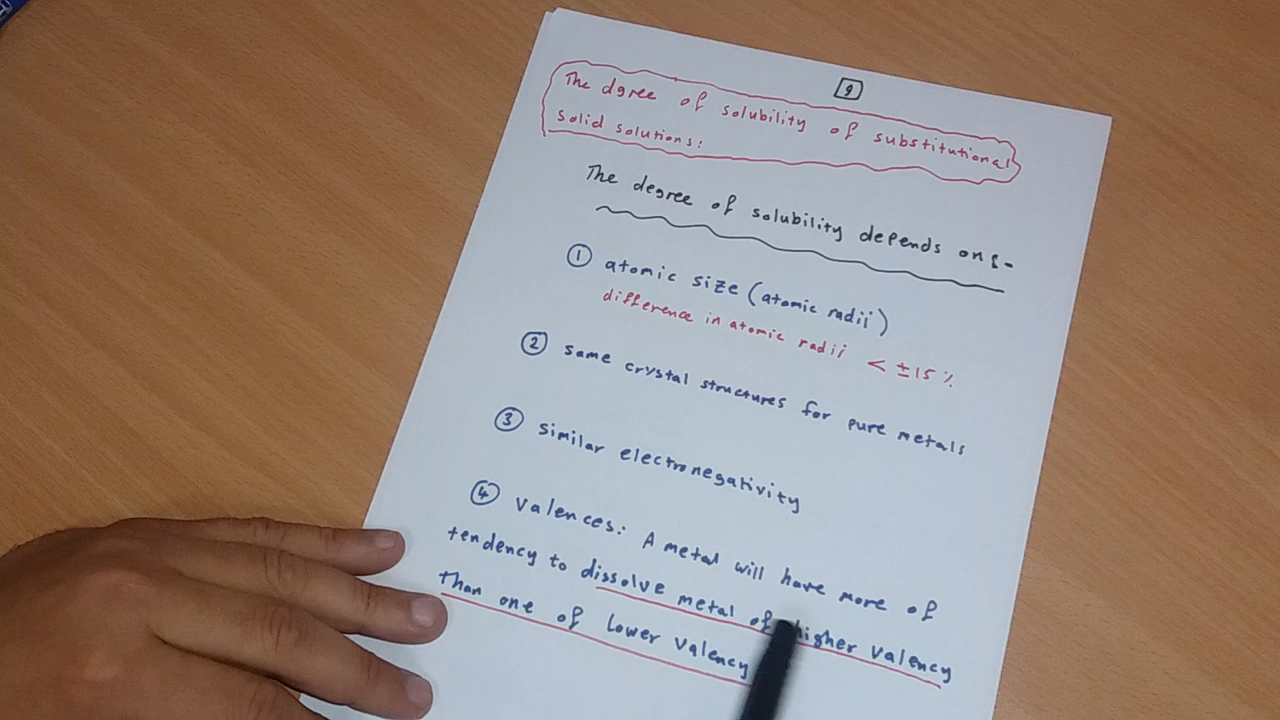 9
The dgree of solubility of substitutional
solid solutions:
The degree of solubility depends on:-
① atomic size (atomic radii)
difference in atomic radii < ±15 %
② same crystal structures for pure metals
③ similar electronegativity
④ valences: A metal will have more of
tendency to dissolve metal of higher valency
than one of lower valency